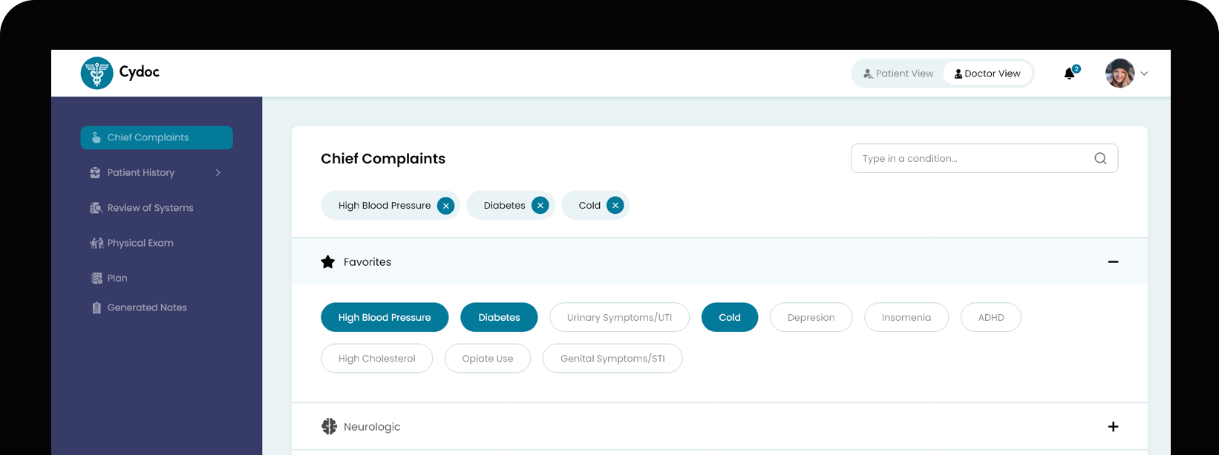 Cydoc
Patient View
Doctor View
2
Chief Complaints
Patient History
Review of Systems
Physical Exam
Plan
Generated Notes
Chief Complaints
Type in a condition...
High Blood Pressure
Diabetes
Cold
Favorites
High Blood Pressure
Diabetes
Urinary Symptoms/UTI
Cold
Depresion
Insomenia
ADHD
High Cholesterol
Opiate Use
Genital Symptoms/STI
Neurologic